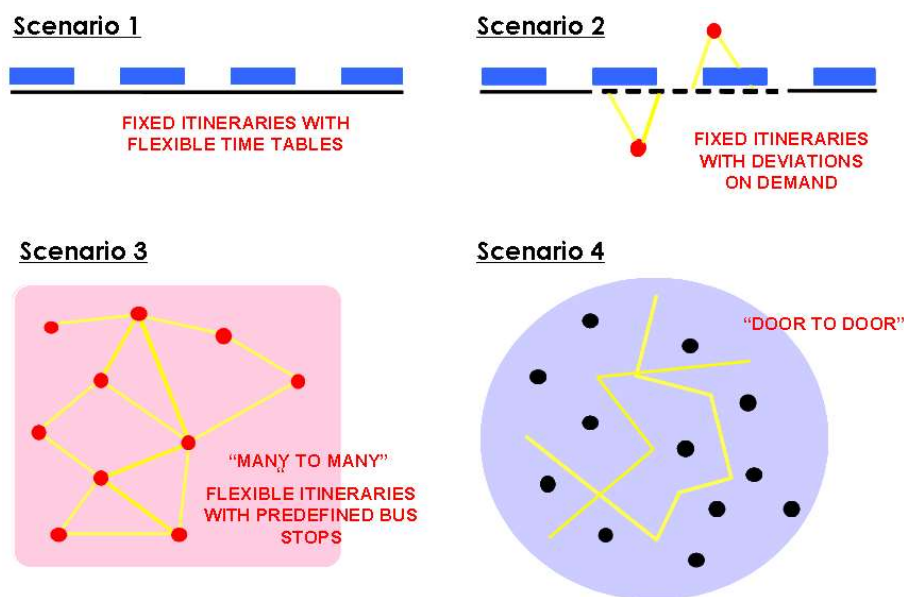 Scenario 1
FIXED ITINERARIES WITH
FLEXIBLE TIME TABLES
Scenario 2
FIXED ITINERARIES
WITH DEVIATIONS
ON DEMAND
Scenario 3
“MANY TO MANY”
“
FLEXIBLE ITINERARIES
WITH PREDEFINED BUS
STOPS
Scenario 4
“DOOR TO DOOR”